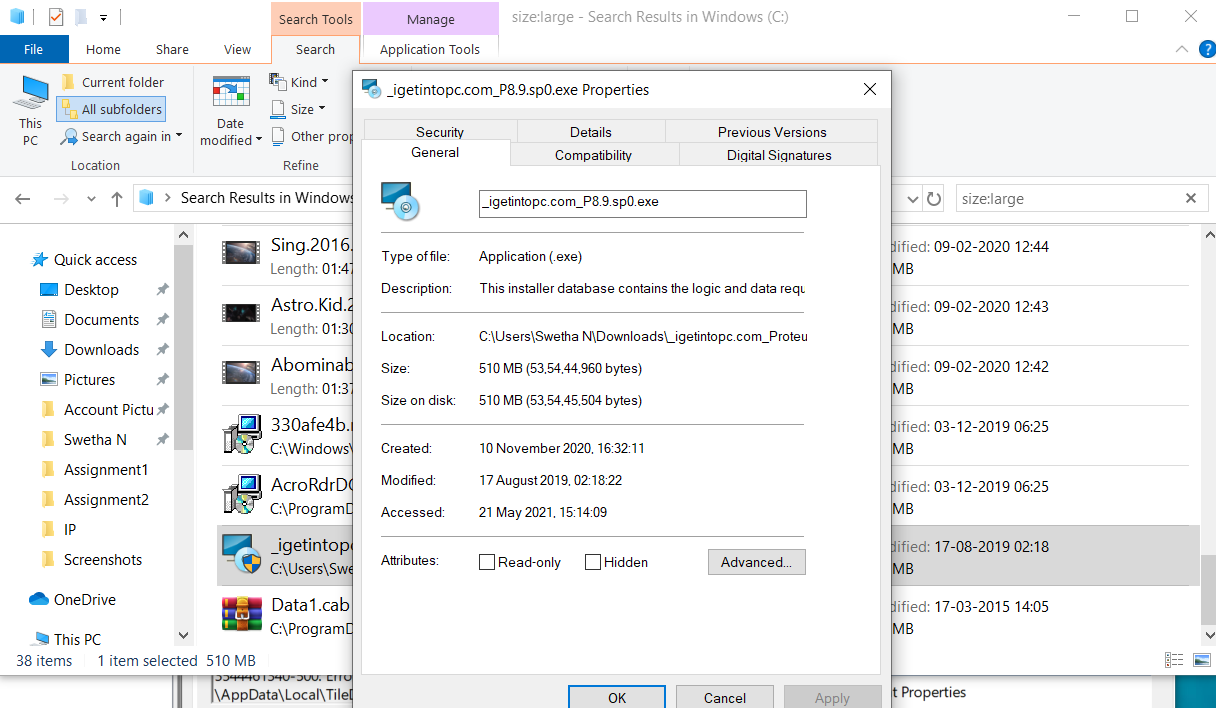 Search Tools
Manage
size:large - Search Results in Windows (C:)
File
Home
Share
View
Search
Application Tools
?
This PC
Current folder
All subfolders
Search again in
Location
Date modified
Kind
Size
Other prop
Refine
Search Results in Windows
size:large
Quick access
Desktop
Documents
Downloads
Pictures
Account Pictu
Swetha N
Assignment1
Assignment2
IP
Screenshots
OneDrive
This PC
Sing.2016.
Length: 01:47
dified: 09-02-2020 12:44
MB
Astro.Kid.2
Length: 01:30
dified: 09-02-2020 12:43
MB
Abominab
Length: 01:37
dified: 09-02-2020 12:42
MB
330afe4b.
C:\Windows\
dified: 03-12-2019 06:25
MB
AcroRdrDC
C:\ProgramD
dified: 03-12-2019 06:25
MB
_igetintopc
C:\Users\Swe
dified: 17-08-2019 02:18
MB
Data1.cab
C:\ProgramD
dified: 17-03-2015 14:05
MB
_igetintopc.com_P8.9.sp0.exe Properties
Security
Details
Previous Versions
General
Compatibility
Digital Signatures
_igetintopc.com_P8.9.sp0.exe
Type of file: Application (.exe)
Description: This installer database contains the logic and data requ
Location: C:\Users\Swetha N\Downloads\_igetintopc.com_Proteu
Size: 510 MB (53,54,44,960 bytes)
Size on disk: 510 MB (53,54,45,504 bytes)
Created: 10 November 2020, 16:32:11
Modified: 17 August 2019, 02:18:22
Accessed: 21 May 2021, 15:14:09
Attributes: Read-only Hidden Advanced...
OK
Cancel
Apply
38 items 1 item selected 510 MB
5544461340-500. Erro
\AppData\Local\TileD
t Properties